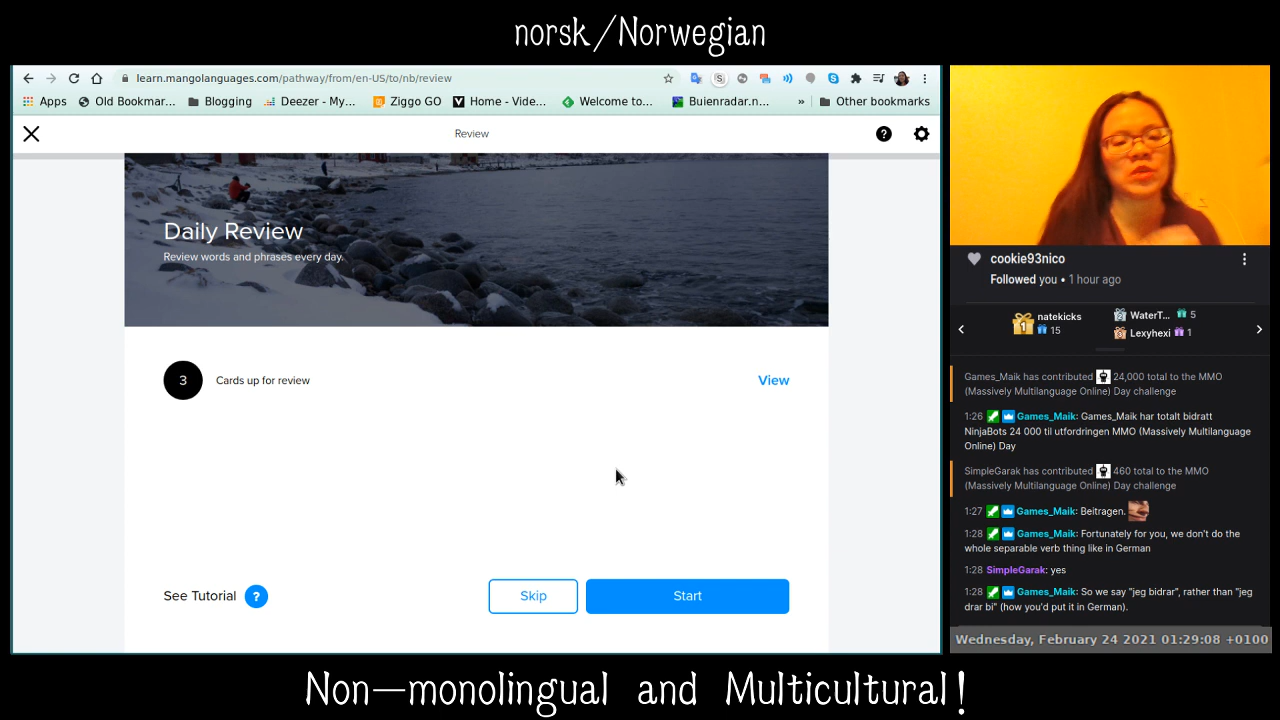 norsk/Norwegian
learn.mangolanguages.com/pathway/from/en-US/to/nb/review
Apps
Old Bookmar...
Blogging
Deezer - My...
Ziggo GO
Home - Vide...
Welcome to...
Buienradar.n...
»
Other bookmarks
Review
Daily Review
Review words and phrases every day.
3 Cards up for review
View
See Tutorial ?
Skip
Start
cookie93nico
Followed you • 1 hour ago
1 natekicks
15
2 WaterT... 5
3 Lexyhexi 1
Games_Maik has contributed 24,000 total to the MMO
(Massively Multilanguage Online) Day challenge
1:26 Games_Maik: Games_Maik har totalt bidratt
NinjaBots 24 000 til utfordringen MMO (Massively Multilanguage
Online) Day
SimpleGarak has contributed 460 total to the MMO
(Massively Multilanguage Online) Day challenge
1:27 Games_Maik: Beitragen.
1:28 Games_Maik: Fortunately for you, we don't do the
whole separable verb thing like in German
1:28 SimpleGarak: yes
1:28 Games_Maik: So we say "jeg bidrar", rather than "jeg
drar bi" (how you'd put it in German).
Wednesday, February 24 2021 01:29:08 +0100
Non-monolingual and Multicultural!